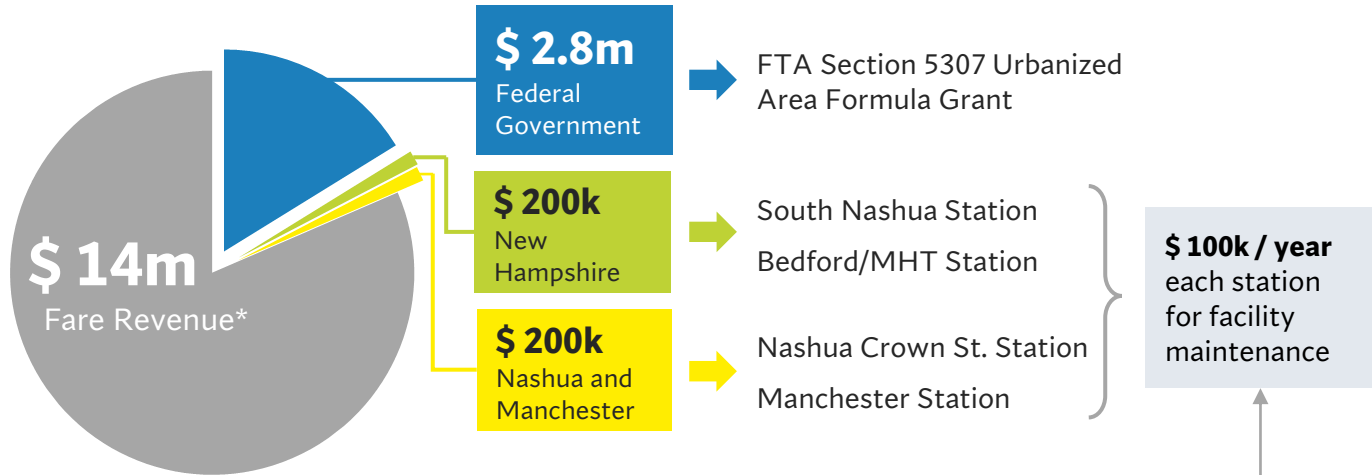 $ 2.8m
Federal
Government
FTA Section 5307 Urbanized
Area Formula Grant
$ 14m
Fare Revenue*
$ 200k
New
Hampshire
South Nashua Station
Bedford/MHT Station
$ 200k
Nashua and
Manchester
Nashua Crown St. Station
Manchester Station
$ 100k / year
each station
for facility
maintenance